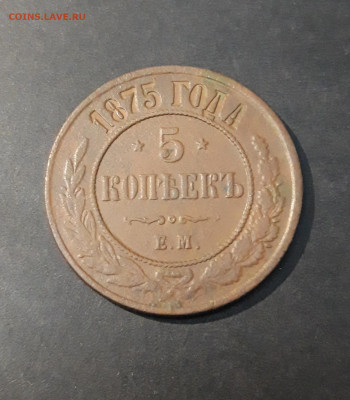 COINS.LAVE.RU
1875 ГОДА
5
КОПѢЕКЪ
Е.М.